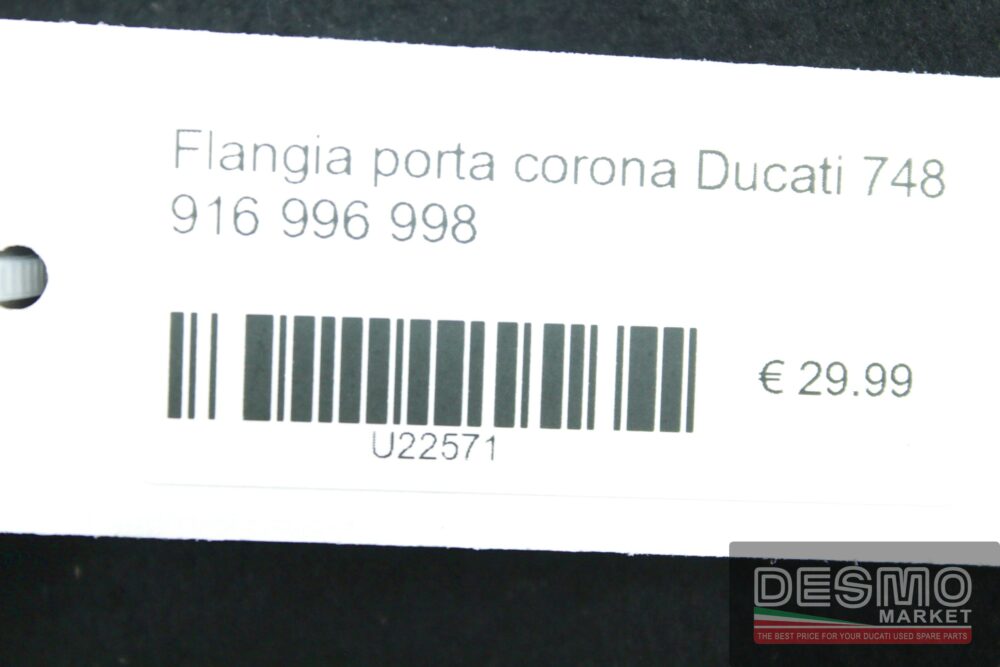 Flangia porta corona Ducati 748
916 996 998
€ 29.99
U22571
DESMO
MARKET
THE BEST PRICE FOR YOUR DUCATI USED SPARE PARTS